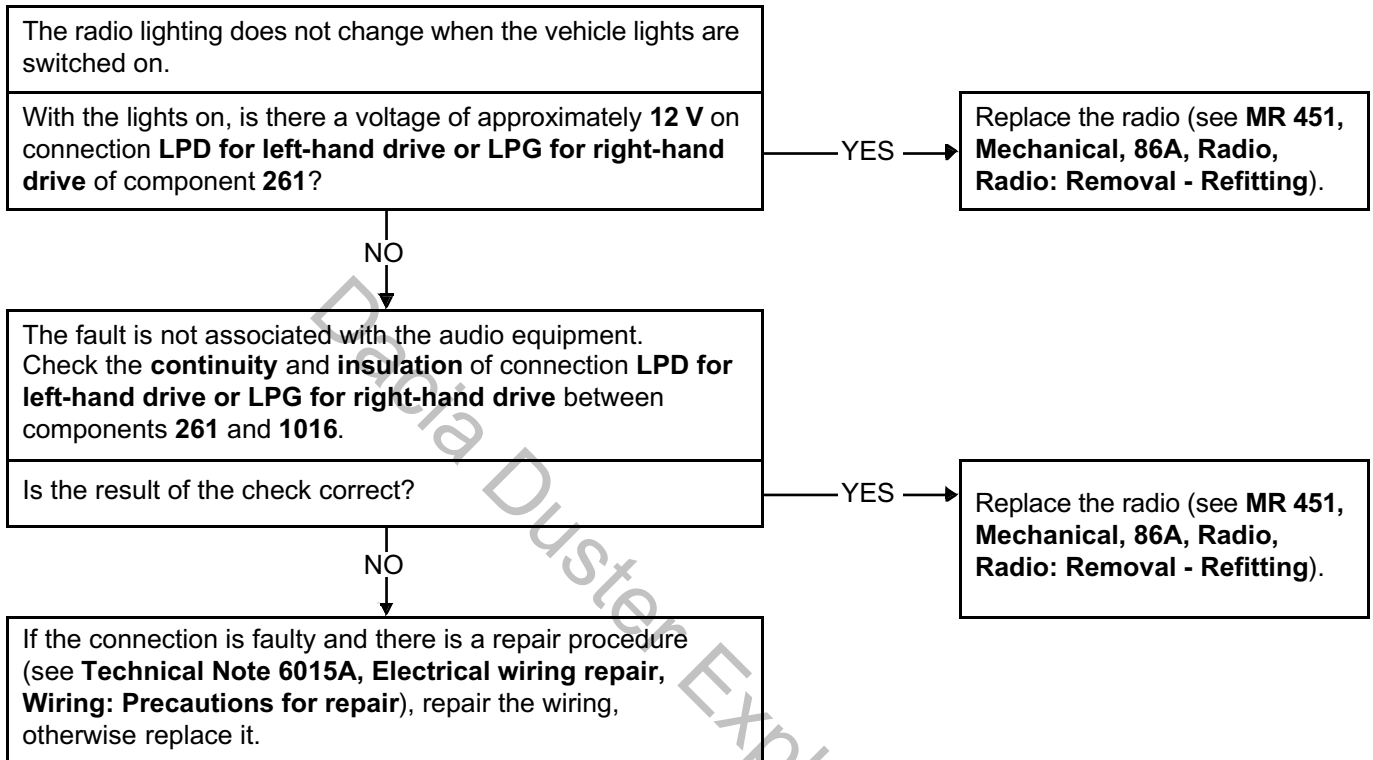 The radio lighting does not change when the vehicle lights are
switched on.
With the lights on, is there a voltage of approximately 12 V on
connection LPD for left-hand drive or LPG for right-hand
drive of component 261?
YES
Replace the radio (see MR 451,
Mechanical, 86A, Radio,
Radio: Removal - Refitting).
NO
The fault is not associated with the audio equipment.
Check the continuity and insulation of connection LPD for
left-hand drive or LPG for right-hand drive between
components 261 and 1016.
Is the result of the check correct?
YES
Replace the radio (see MR 451,
Mechanical, 86A, Radio,
Radio: Removal - Refitting).
NO
If the connection is faulty and there is a repair procedure
(see Technical Note 6015A, Electrical wiring repair,
Wiring: Precautions for repair), repair the wiring,
otherwise replace it.
Dacia Duster